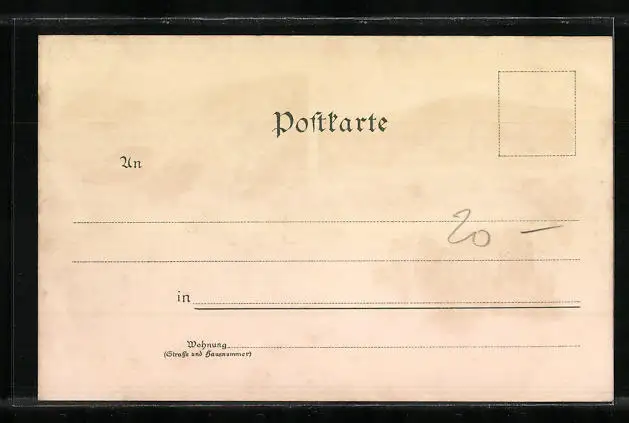 Postkarte
An
20 —
in
Wohnung
(Straße und Hausnummer)